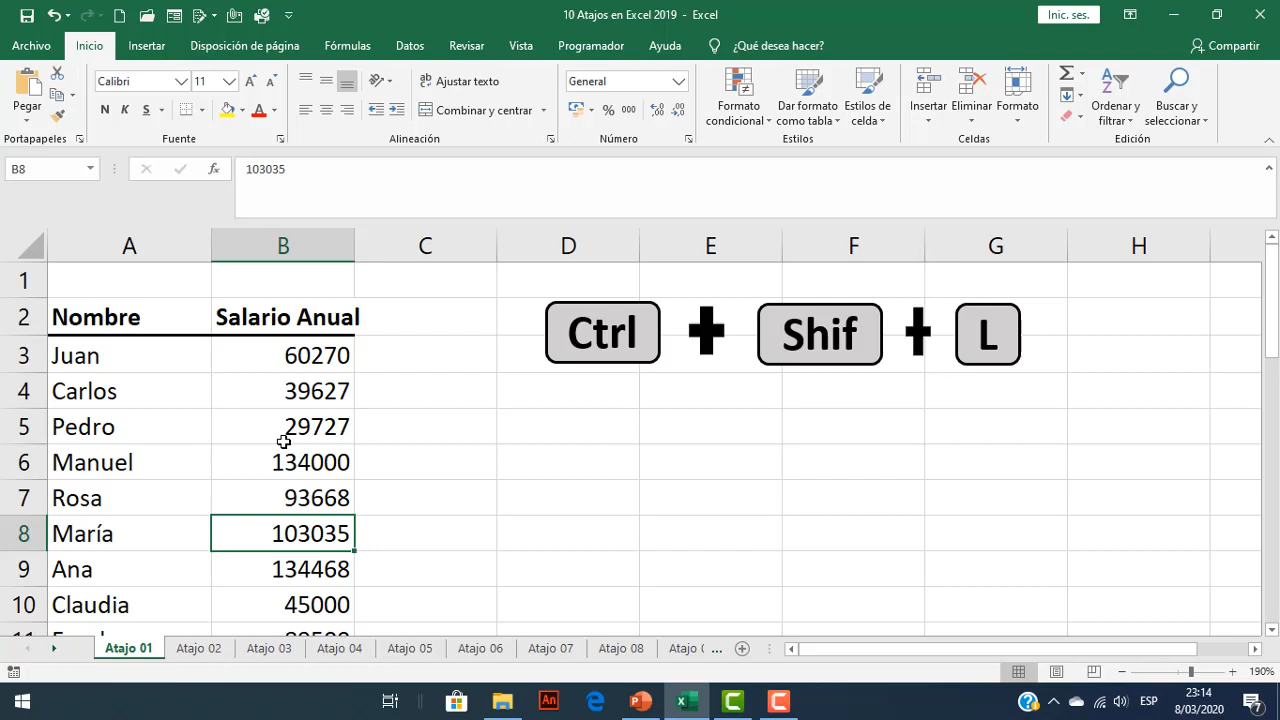 10 Atajos en Excel 2019 - Excel
Inic. ses.
Archivo Inicio Insertar Disposición de página Fórmulas Datos Revisar Vista Programador Ayuda ¿Qué desea hacer? Compartir
Pegar
Calibri 11
N K S
Ajustar texto
Combinar y centrar
General
% 000
Formato condicional
Dar formato como tabla
Estilos de celda
Insertar
Eliminar
Formato
Ordenar y filtrar
Buscar y seleccionar
Portapapeles Fuente Alineación Número Estilos Celdas Edición
B8 fx 103035
A B C D E F G H
1
2 Nombre Salario Anual
Ctrl + Shif + L
3 Juan 60270
4 Carlos 39627
5 Pedro 29727
6 Manuel 134000
7 Rosa 93668
8 María 103035
9 Ana 134468
10 Claudia 45000
Atajo 01 Atajo 02 Atajo 03 Atajo 04 Atajo 05 Atajo 06 Atajo 07 Atajo 08 Atajo ...
190%
An
ESP
23:14
8/03/2020
7